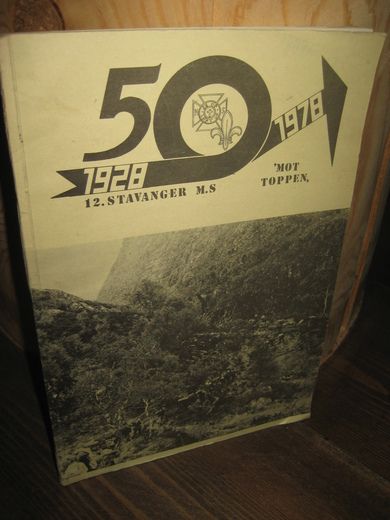 50
1928
1978
12. STAVANGER M.S
'MOT
TOPPEN,